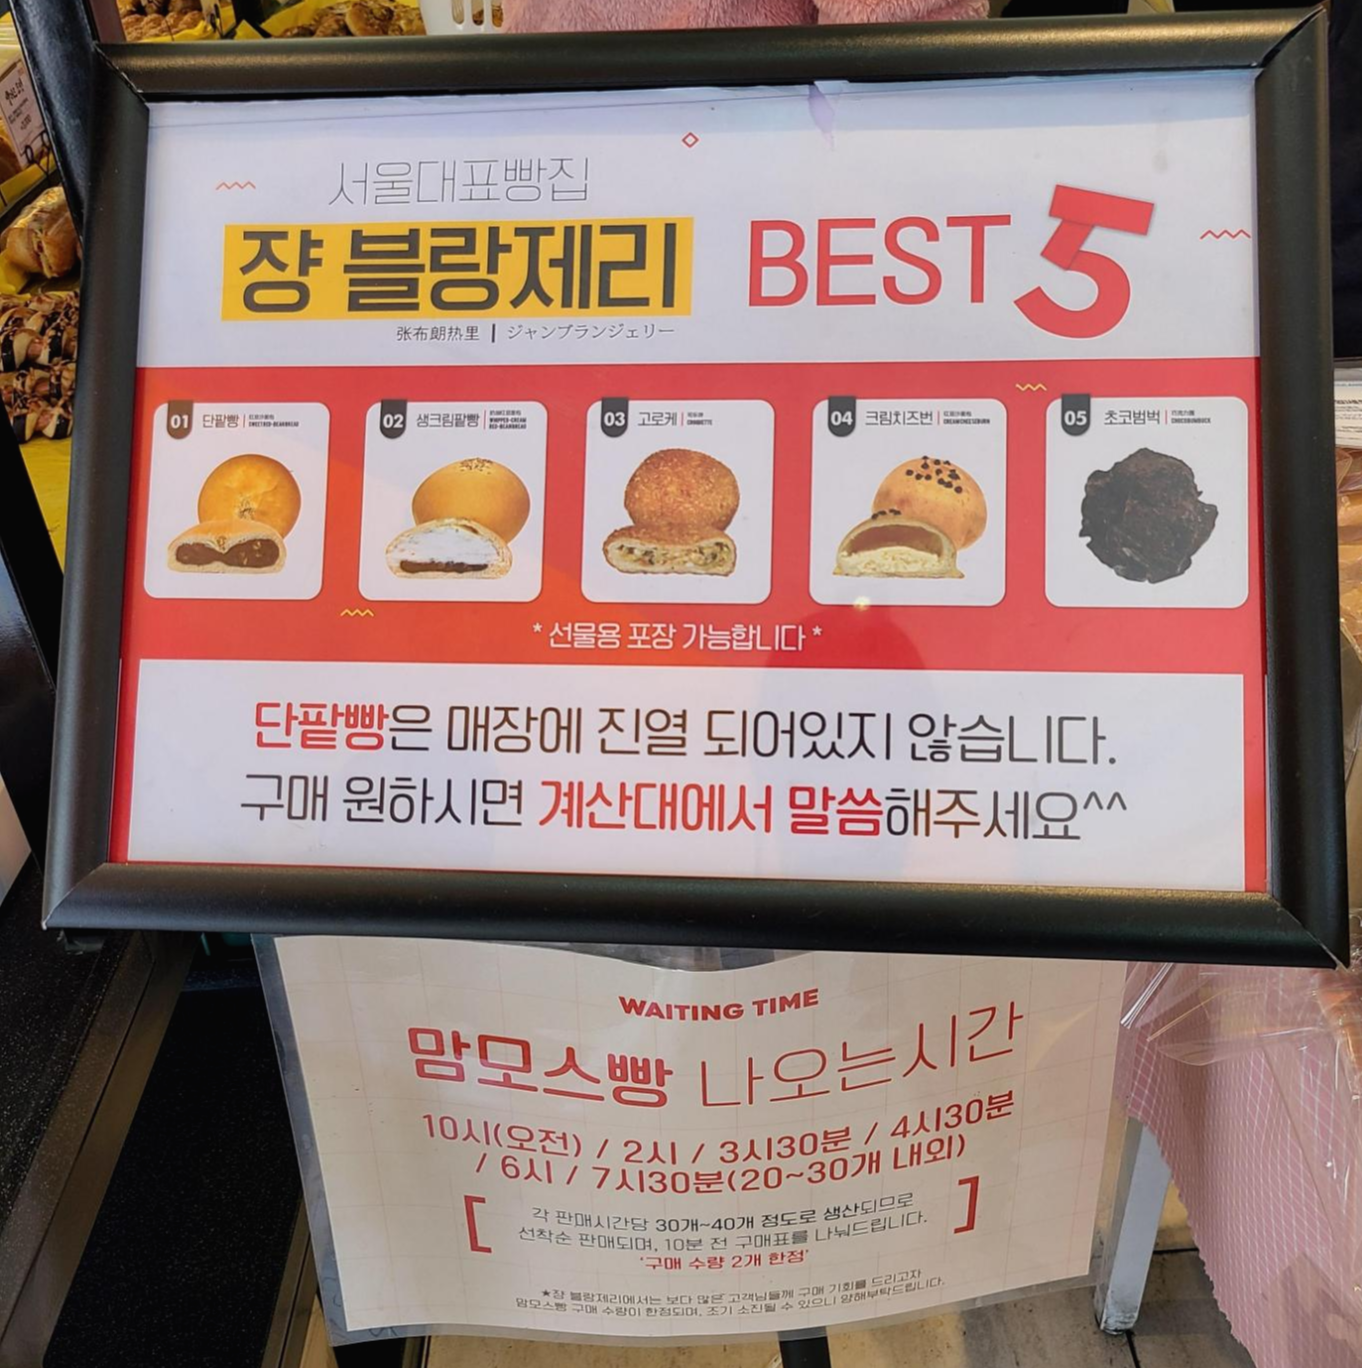 서울대표빵집
쟝 블랑제리
张布朗热里 | ジャンブランジェリー
BEST 5
01 단팥빵
02 생크림팥빵
03 고로케
04 크림치즈번
05 초코범벅
* 선물용 포장 가능합니다 *
단팥빵은 매장에 진열 되어있지 않습니다.
구매 원하시면 계산대에서 말씀해주세요^^
WAITING TIME
맘모스빵 나오는시간
10시(오전) / 2시 / 3시30분 / 4시30분
/ 6시 / 7시30분(20~30개 내외)
[ 각 판매시간당 30개~40개 정도로 생산되므로
선착순 판매되며, 10분 전 구매표를 나눠드립니다. ]
'구매 수량 2개 한정'
★쟝 블랑제리에서는 보다 많은 고객님들께 구매 기회를 드리고자
맘모스빵 구매 수량이 한정되며, 조기 소진될 수 있으니 양해부탁드립니다.